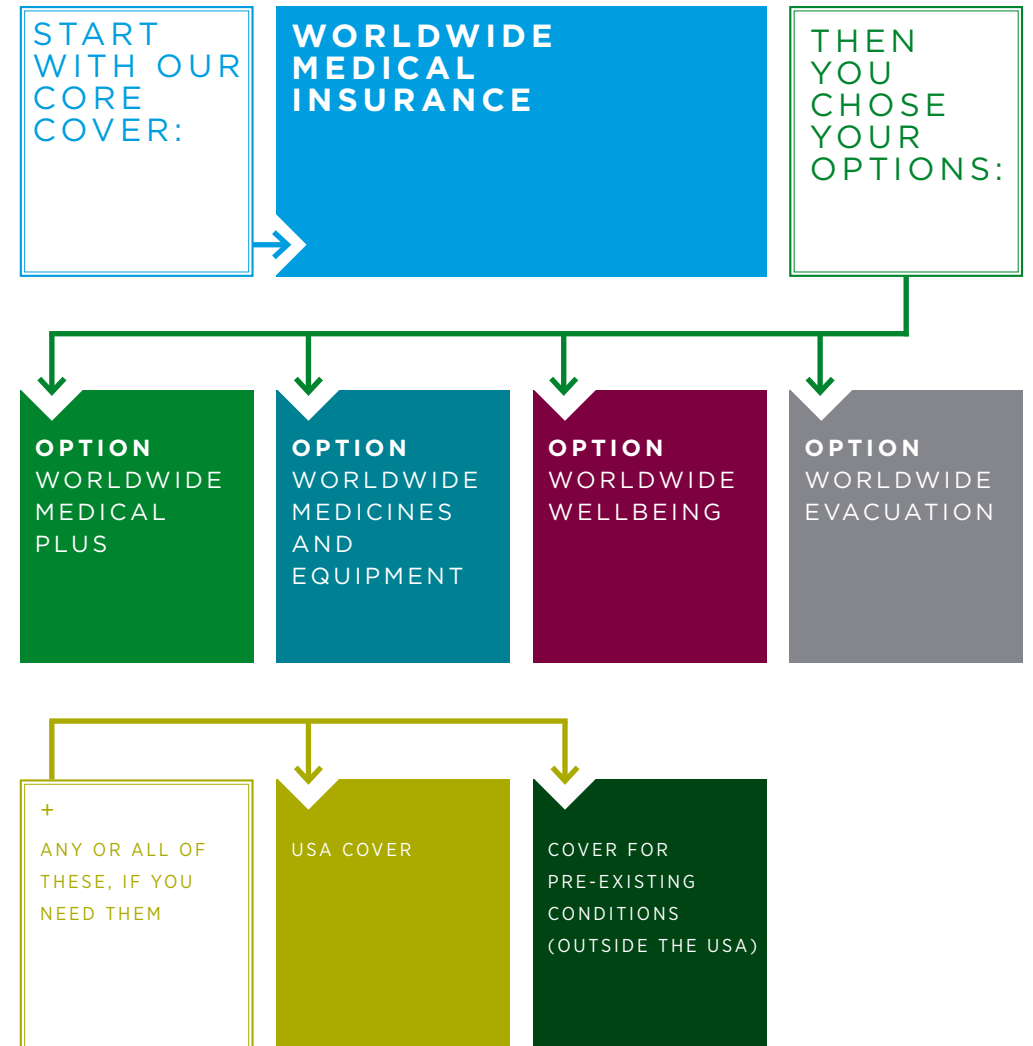 START
WITH OUR
CORE
COVER:
WORLDWIDE
MEDICAL
INSURANCE
THEN
YOU
CHOSE
YOUR
OPTIONS:
OPTION
WORLDWIDE
MEDICAL
PLUS
OPTION
WORLDWIDE
MEDICINES
AND
EQUIPMENT
OPTION
WORLDWIDE
WELLBEING
OPTION
WORLDWIDE
EVACUATION
+
ANY OR ALL OF
THESE, IF YOU
NEED THEM
USA COVER
COVER FOR
PRE-EXISTING
CONDITIONS
(OUTSIDE THE USA)